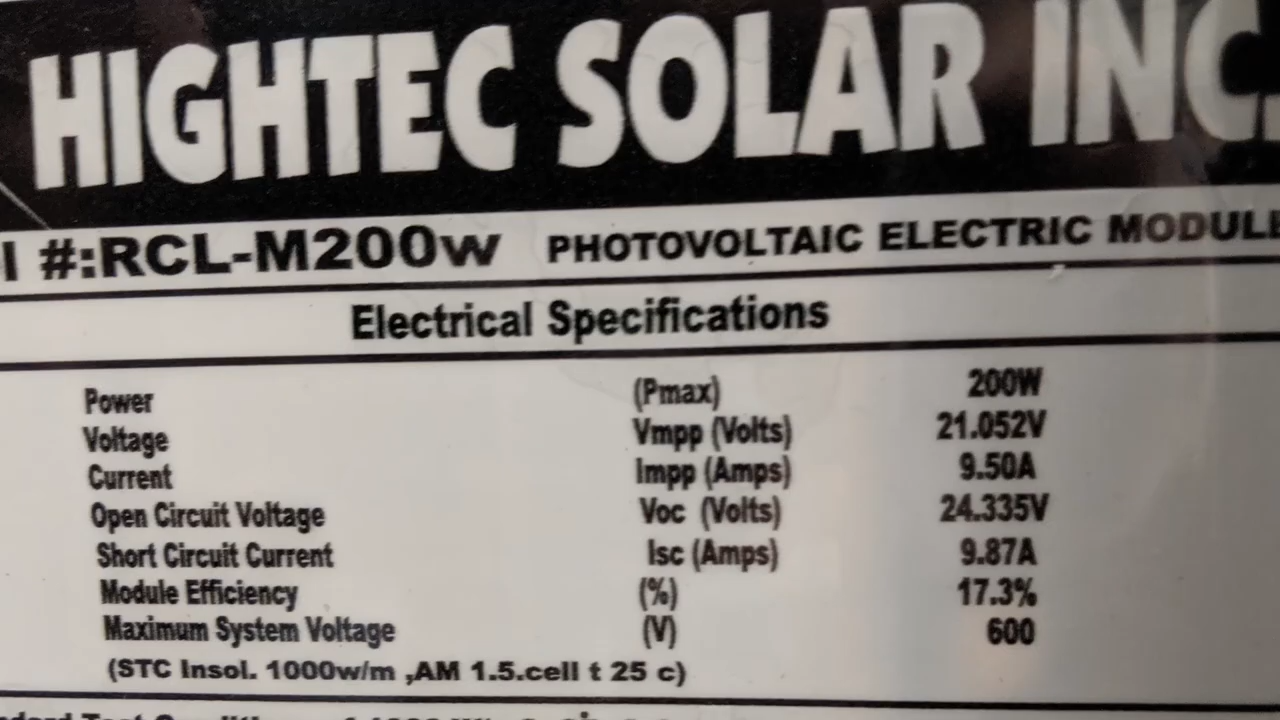 HIGHTEC SOLAR INC.
#:RCL-M200w PHOTOVOLTAIC ELECTRIC MODULE
Electrical Specifications
Power (Pmax) 200W
Voltage Vmpp (Volts) 21.052V
Current Impp (Amps) 9.50A
Open Circuit Voltage Voc (Volts) 24.335V
Short Circuit Current Isc (Amps) 9.87A
Module Efficiency (%) 17.3%
Maximum System Voltage (V) 600
(STC Insol. 1000w/m ,AM 1.5.cell t 25 c)